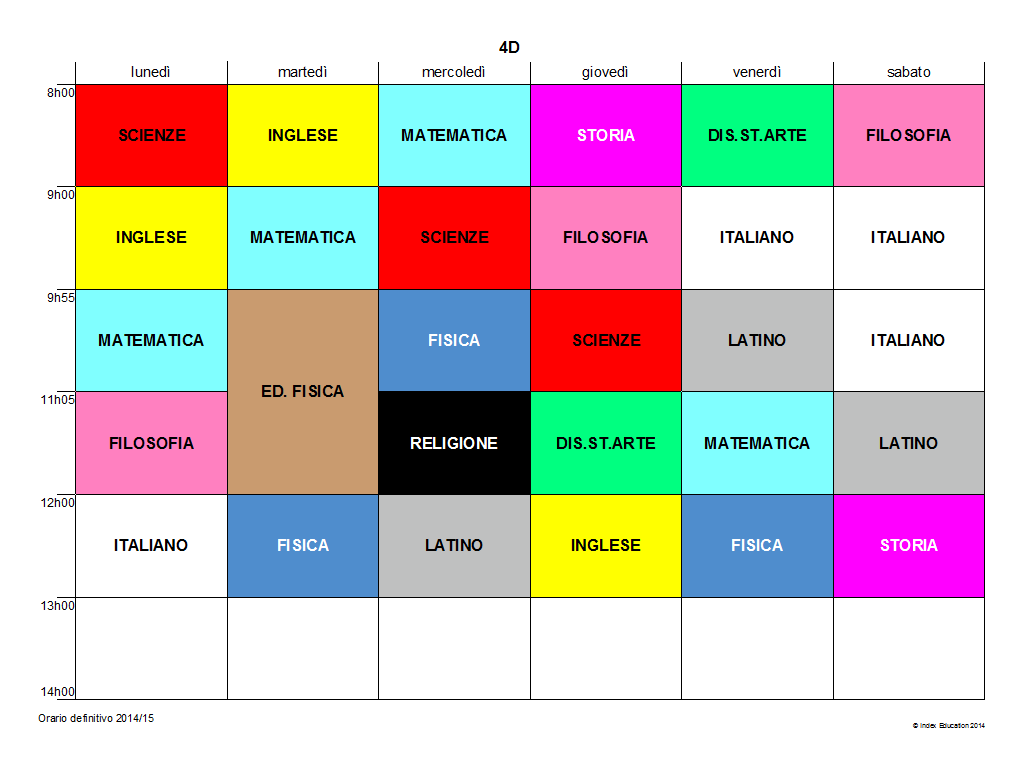 4D
lunedì martedì mercoledì giovedì venerdì sabato
8h00
SCIENZE INGLESE MATEMATICA STORIA DIS.ST.ARTE FILOSOFIA
9h00
INGLESE MATEMATICA SCIENZE FILOSOFIA ITALIANO ITALIANO
9h55
MATEMATICA FISICA SCIENZE LATINO ITALIANO
ED. FISICA
11h05
FILOSOFIA RELIGIONE DIS.ST.ARTE MATEMATICA LATINO
12h00
ITALIANO FISICA LATINO INGLESE FISICA STORIA
13h00
14h00
Orario definitivo 2014/15
© Index Education 2014